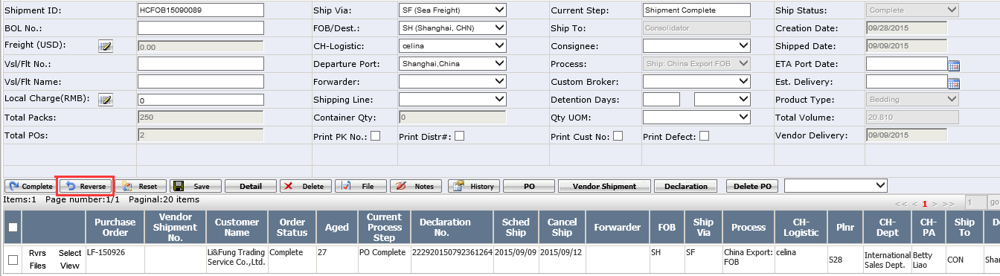 Shipment ID: HCFOB15090089 Ship Via: SF (Sea Freight) Current Step: Shipment Complete Ship Status: Complete
BOL No.: FOB/Dest.: SH (Shanghai, CHN) Ship To: Consolidator Creation Date: 09/28/2015
Freight (USD): 0.00 CH-Logistic: celina Consignee: Shipped Date: 09/09/2015
Vsl/Flt No.: Departure Port: Shanghai,China Process: Ship: China Export FOB ETA Port Date:
Vsl/Flt Name: Forwarder: Custom Broker: Est. Delivery:
Local Charge(RMB): 0 Shipping Line: Detention Days: Product Type: Bedding
Total Packs: 250 Container Qty: 0 Qty UOM: Total Volume: 20.810
Total POs: 2 Print PK No.: Print Distr#: Print Cust No: Print Defect: Vendor Delivery: 09/09/2015
Complete Reverse Reset Save Detail Delete File Notes History PO Vendor Shipment Declaration Delete PO
Items:1 Page number:1/1 Paginal:20 items << < 1 > >> 1 go
Purchase Order Vendor Shipment No. Customer Name Order Status Aged Current Process Step Declaration No. Sched Ship Cancel Ship Forwarder FOB Ship Via Process CH-Logistic Plnr CH-Dept CH-PA Ship To
Rvrs Select LF-150926 Li&Fung Trading Complete 27 PO Complete 222920150792361264 2015/09/09 2015/09/12 SH SF China Export: celina 528 International Betty CON Shar
Files View Service Co.,Ltd. FOB Sales Dept. Liao